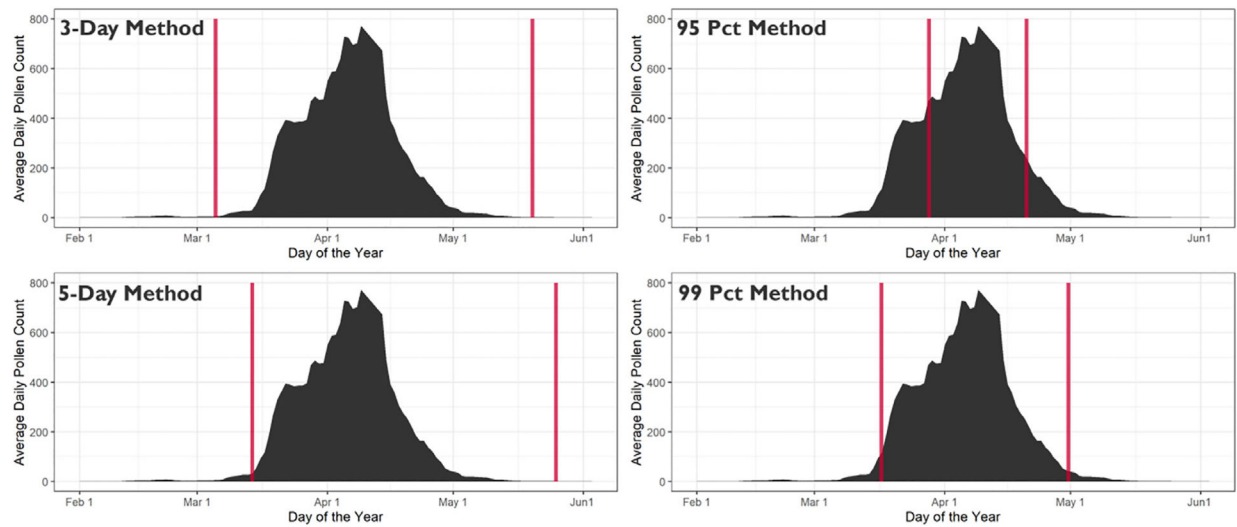 3-Day Method
Average Daily Pollen Count
800
600
400
200
0
Feb 1 Mar 1 Apr 1 May 1 Jun1
Day of the Year
95 Pct Method
Average Daily Pollen Count
800
600
400
200
0
Feb 1 Mar 1 Apr 1 May 1 Jun1
Day of the Year
5-Day Method
Average Daily Pollen Count
800
600
400
200
0
Feb 1 Mar 1 Apr 1 May 1 Jun1
Day of the Year
99 Pct Method
Average Daily Pollen Count
800
600
400
200
0
Feb 1 Mar 1 Apr 1 May 1 Jun1
Day of the Year